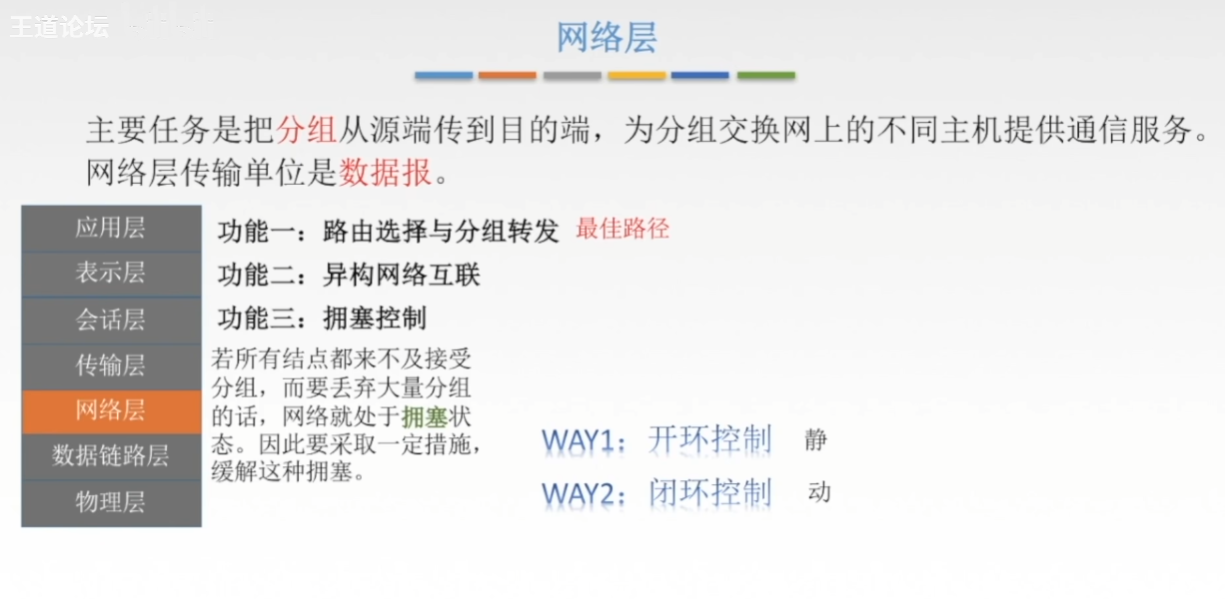 王道论坛
网络层
主要任务是把分组从源端传到目的端，为分组交换网上的不同主机提供通信服务。
网络层传输单位是数据报。
应用层
表示层
会话层
传输层
网络层
数据链路层
物理层
功能一：路由选择与分组转发 最佳路径
功能二：异构网络互联
功能三：拥塞控制
若所有结点都来不及接受
分组，而要丢弃大量分组
的话，网络就处于拥塞状
态。因此要采取一定措施，
缓解这种拥塞。
WAY1：开环控制 静
WAY2：闭环控制 动